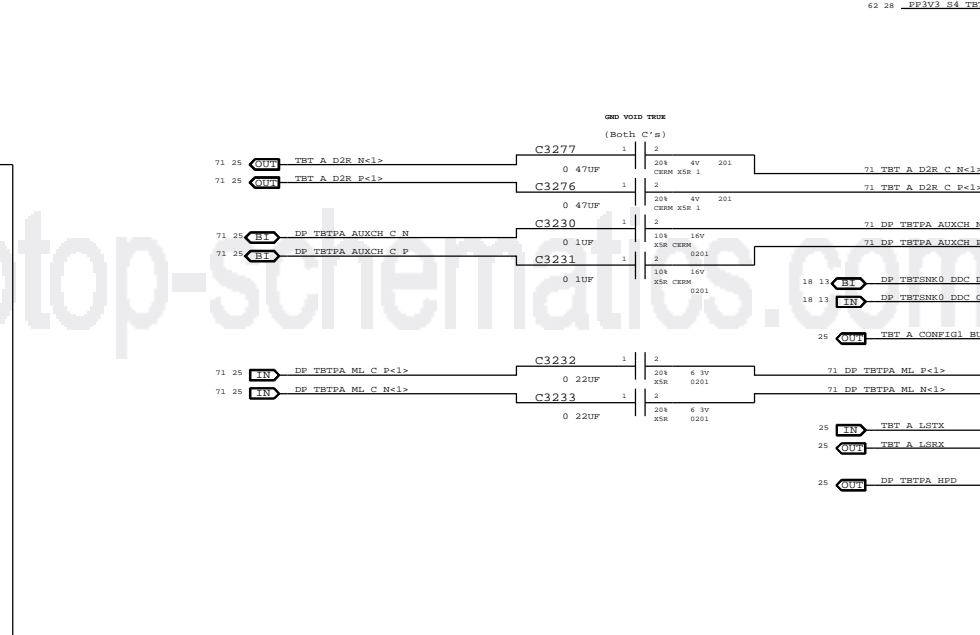 62 28 PP3V3 S4 TBT
GND VOID TRUE
(Both C's)
71 25 OUT TBT A D2R N<1> C3277 1 2
0 47UF 20% 4V 201
CERM X5R 1
71 TBT A D2R C N<1>
71 25 OUT TBT A D2R P<1> C3276 1 2
0 47UF 20% 4V 201
CERM X5R 1
71 TBT A D2R C P<1>
71 25 BI DP TBTPA AUXCH C N C3230 1 2
0 1UF 10% 16V
X5R CERM
0201
71 DP TBTPA AUXCH N
71 25 BI DP TBTPA AUXCH C P C3231 1 2
0 1UF 10% 16V
X5R CERM
0201
71 DP TBTPA AUXCH P
18 13 BI DP TBTSNK0 DDC D
18 13 IN DP TBTSNK0 DDC C
25 OUT TBT A CONFIG1 BU
71 25 IN DP TBTPA ML C P<1> C3232 1 2
0 22UF 20% 6 3V
X5R 0201
71 DP TBTPA ML P<1>
71 25 IN DP TBTPA ML C N<1> C3233 1 2
0 22UF 20% 6 3V
X5R 0201
71 DP TBTPA ML N<1>
25 IN TBT A LSTX
25 OUT TBT A LSRX
25 OUT DP TBTPA HPD
ptop-schematics.com